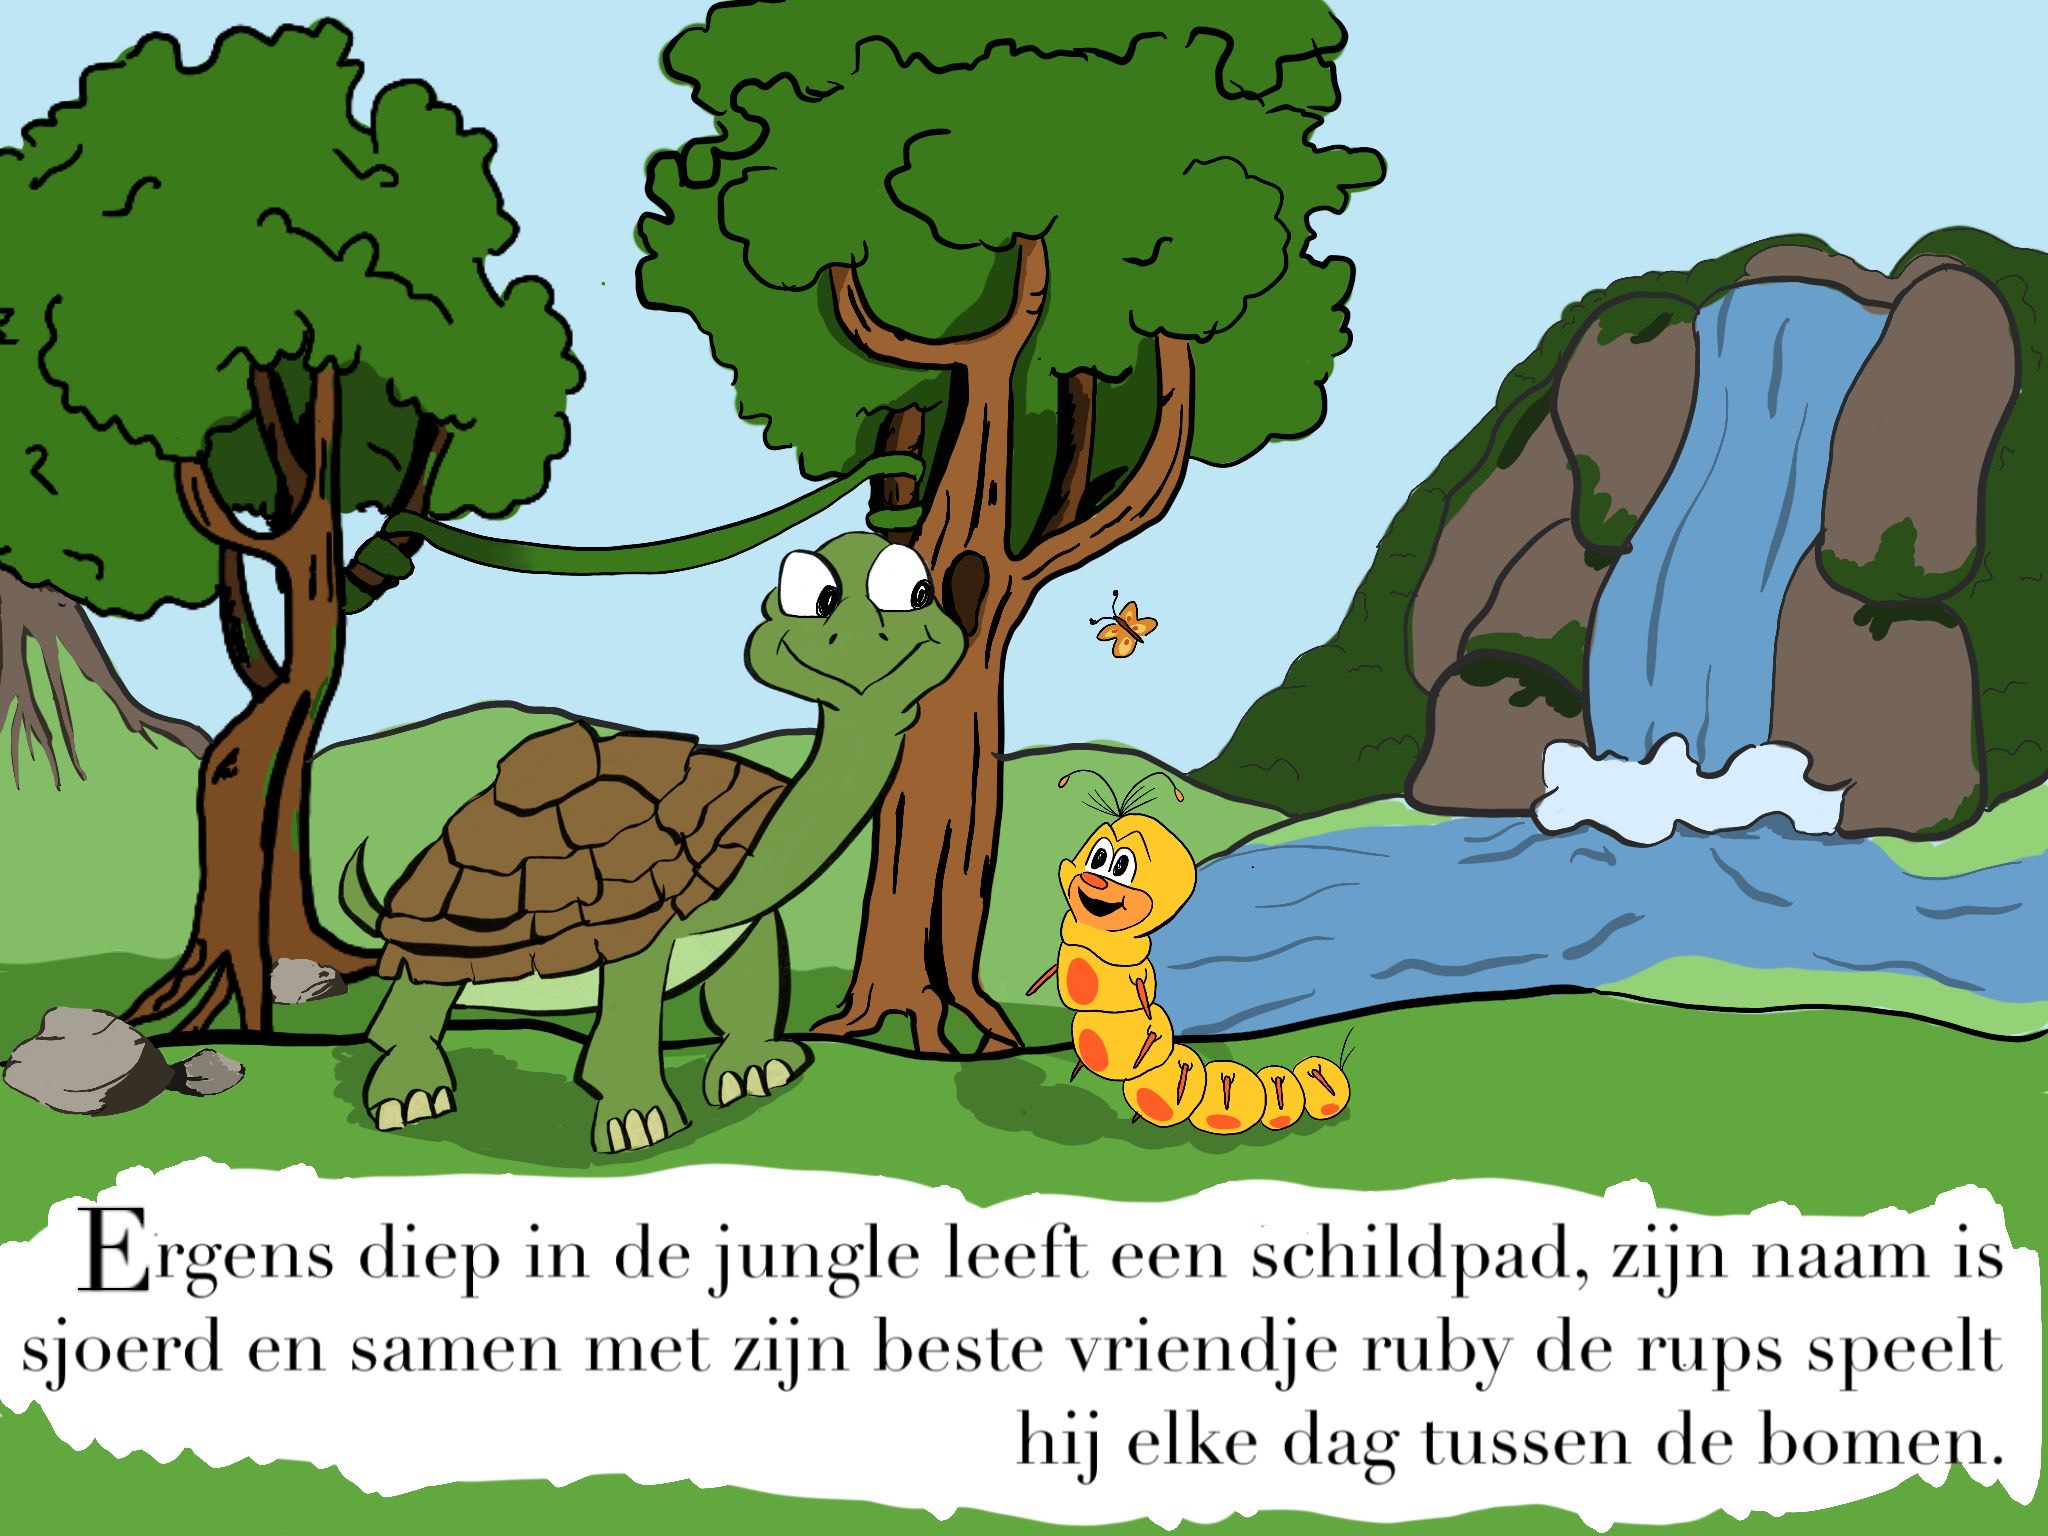 Ergens diep in de jungle leeft een schildpad, zijn naam is
sjoerd en samen met zijn beste vriendje ruby de rups speelt
hij elke dag tussen de bomen.